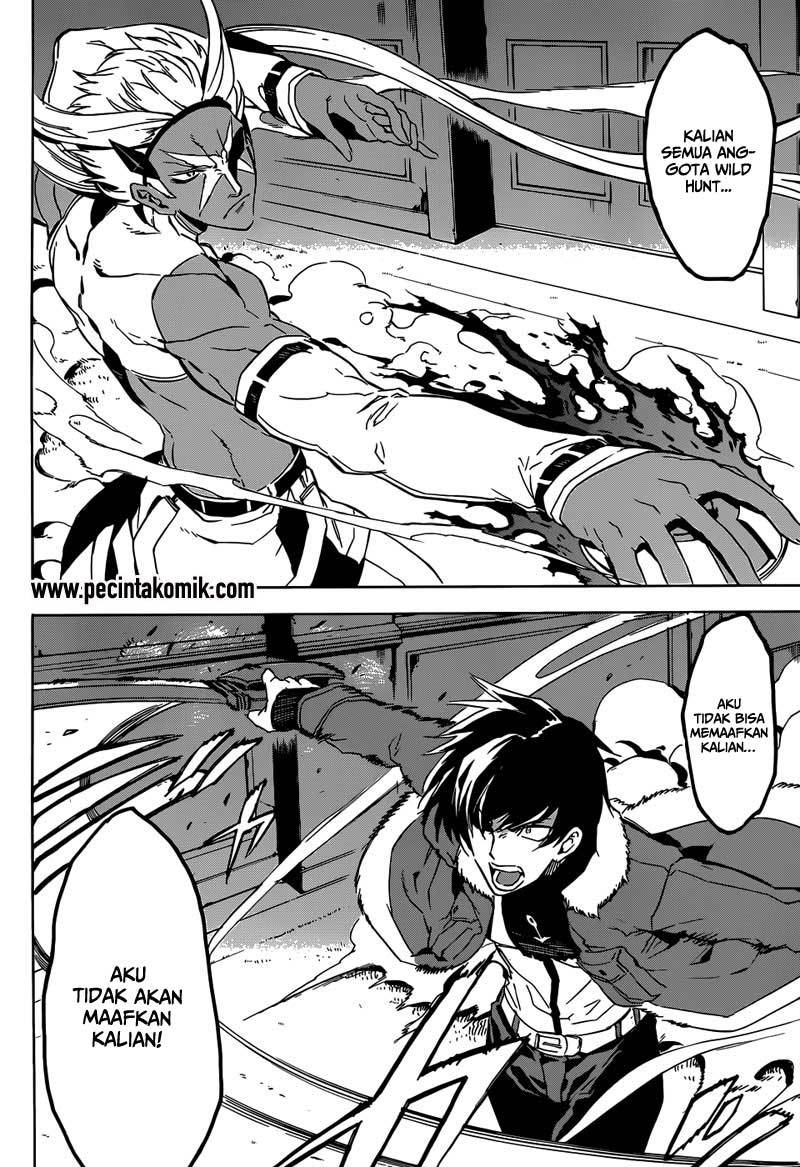 KALIAN
SEMUA ANG-
GOTA WILD
HUNT...
www.pecintakomik.com
AKU
TIDAK BISA
MEMAAFKAN
KALIAN...
AKU
TIDAK AKAN
MAAFKAN
KALIAN!